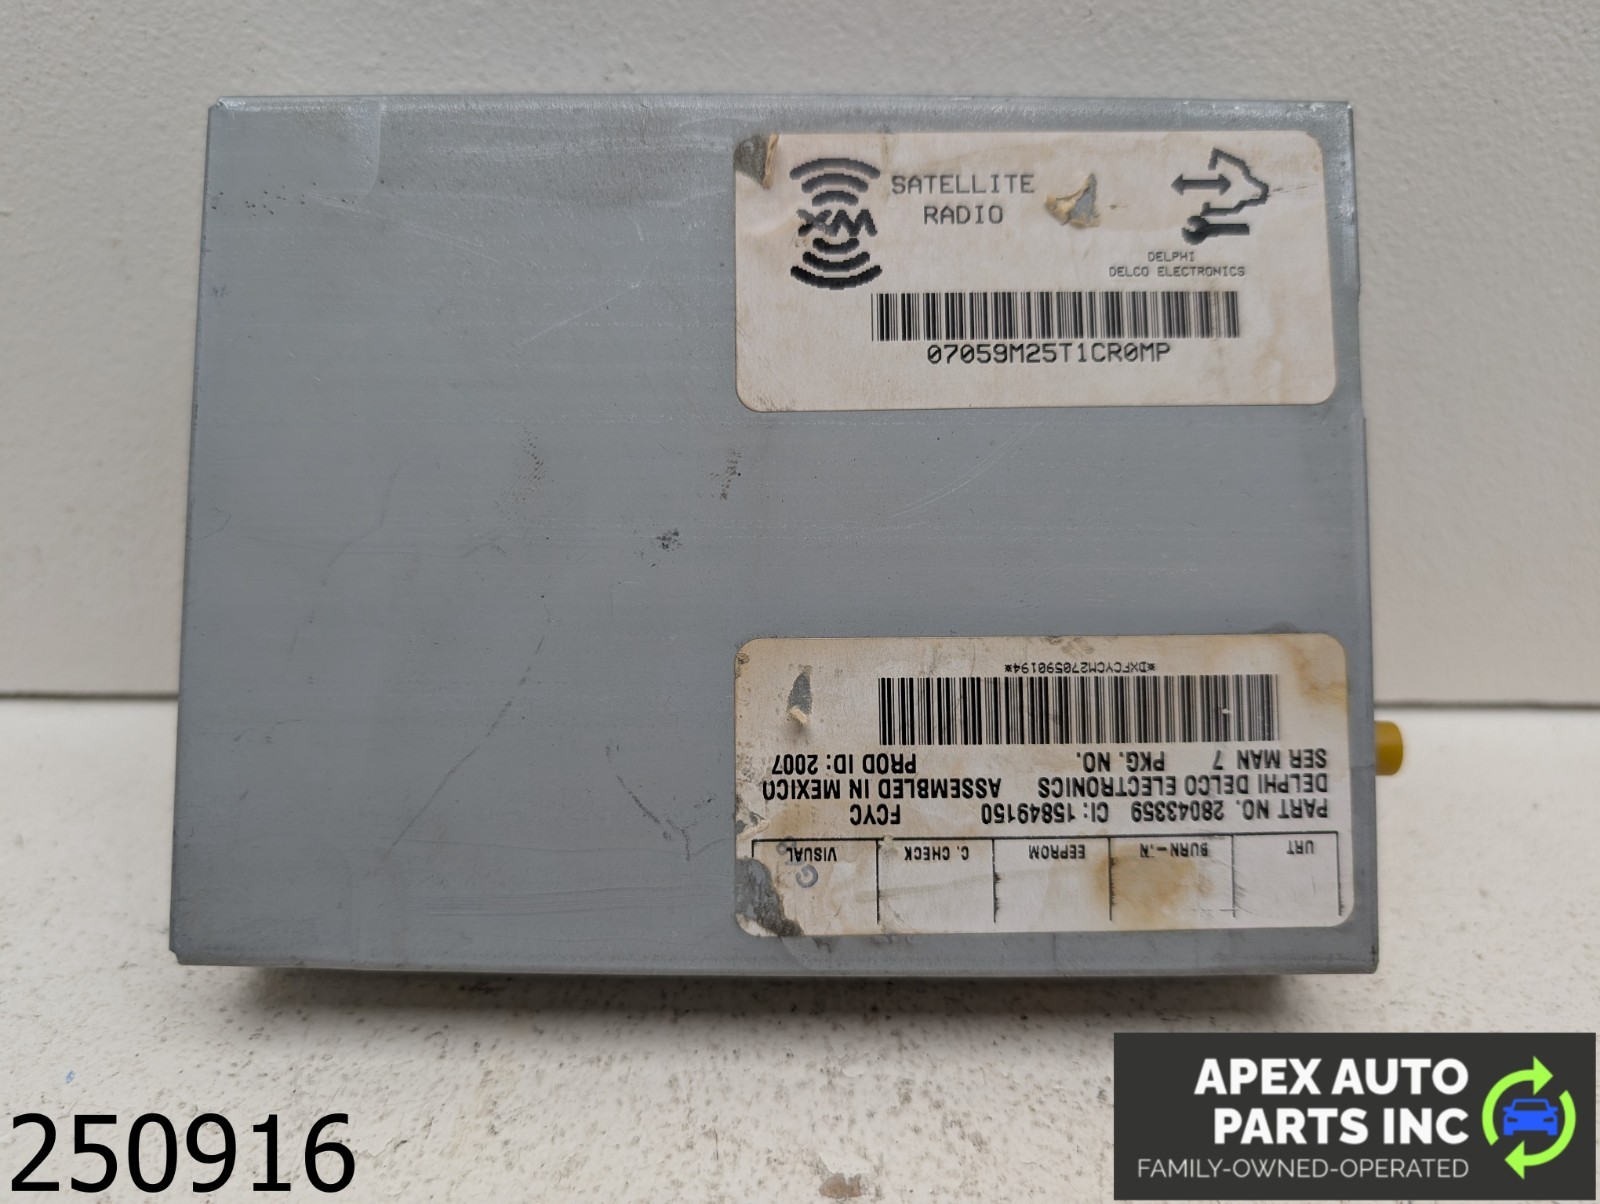 XM
SATELLITE
RADIO
DELPHI
DELCO ELECTRONICS
07059M25T1CR0MP
URT
BURN-IN
EEPROM
C. CHECK
VISUAL
PART NO. 28043359 CI: 15849150 FCYC
DELPHI DELCO ELECTRONICS ASSEMBLED IN MEXICO
SER MAN 7 PKG. NO. PROD ID: 2007
*DXFCYCM270590194*
250916
APEX AUTO
PARTS INC
FAMILY-OWNED-OPERATED